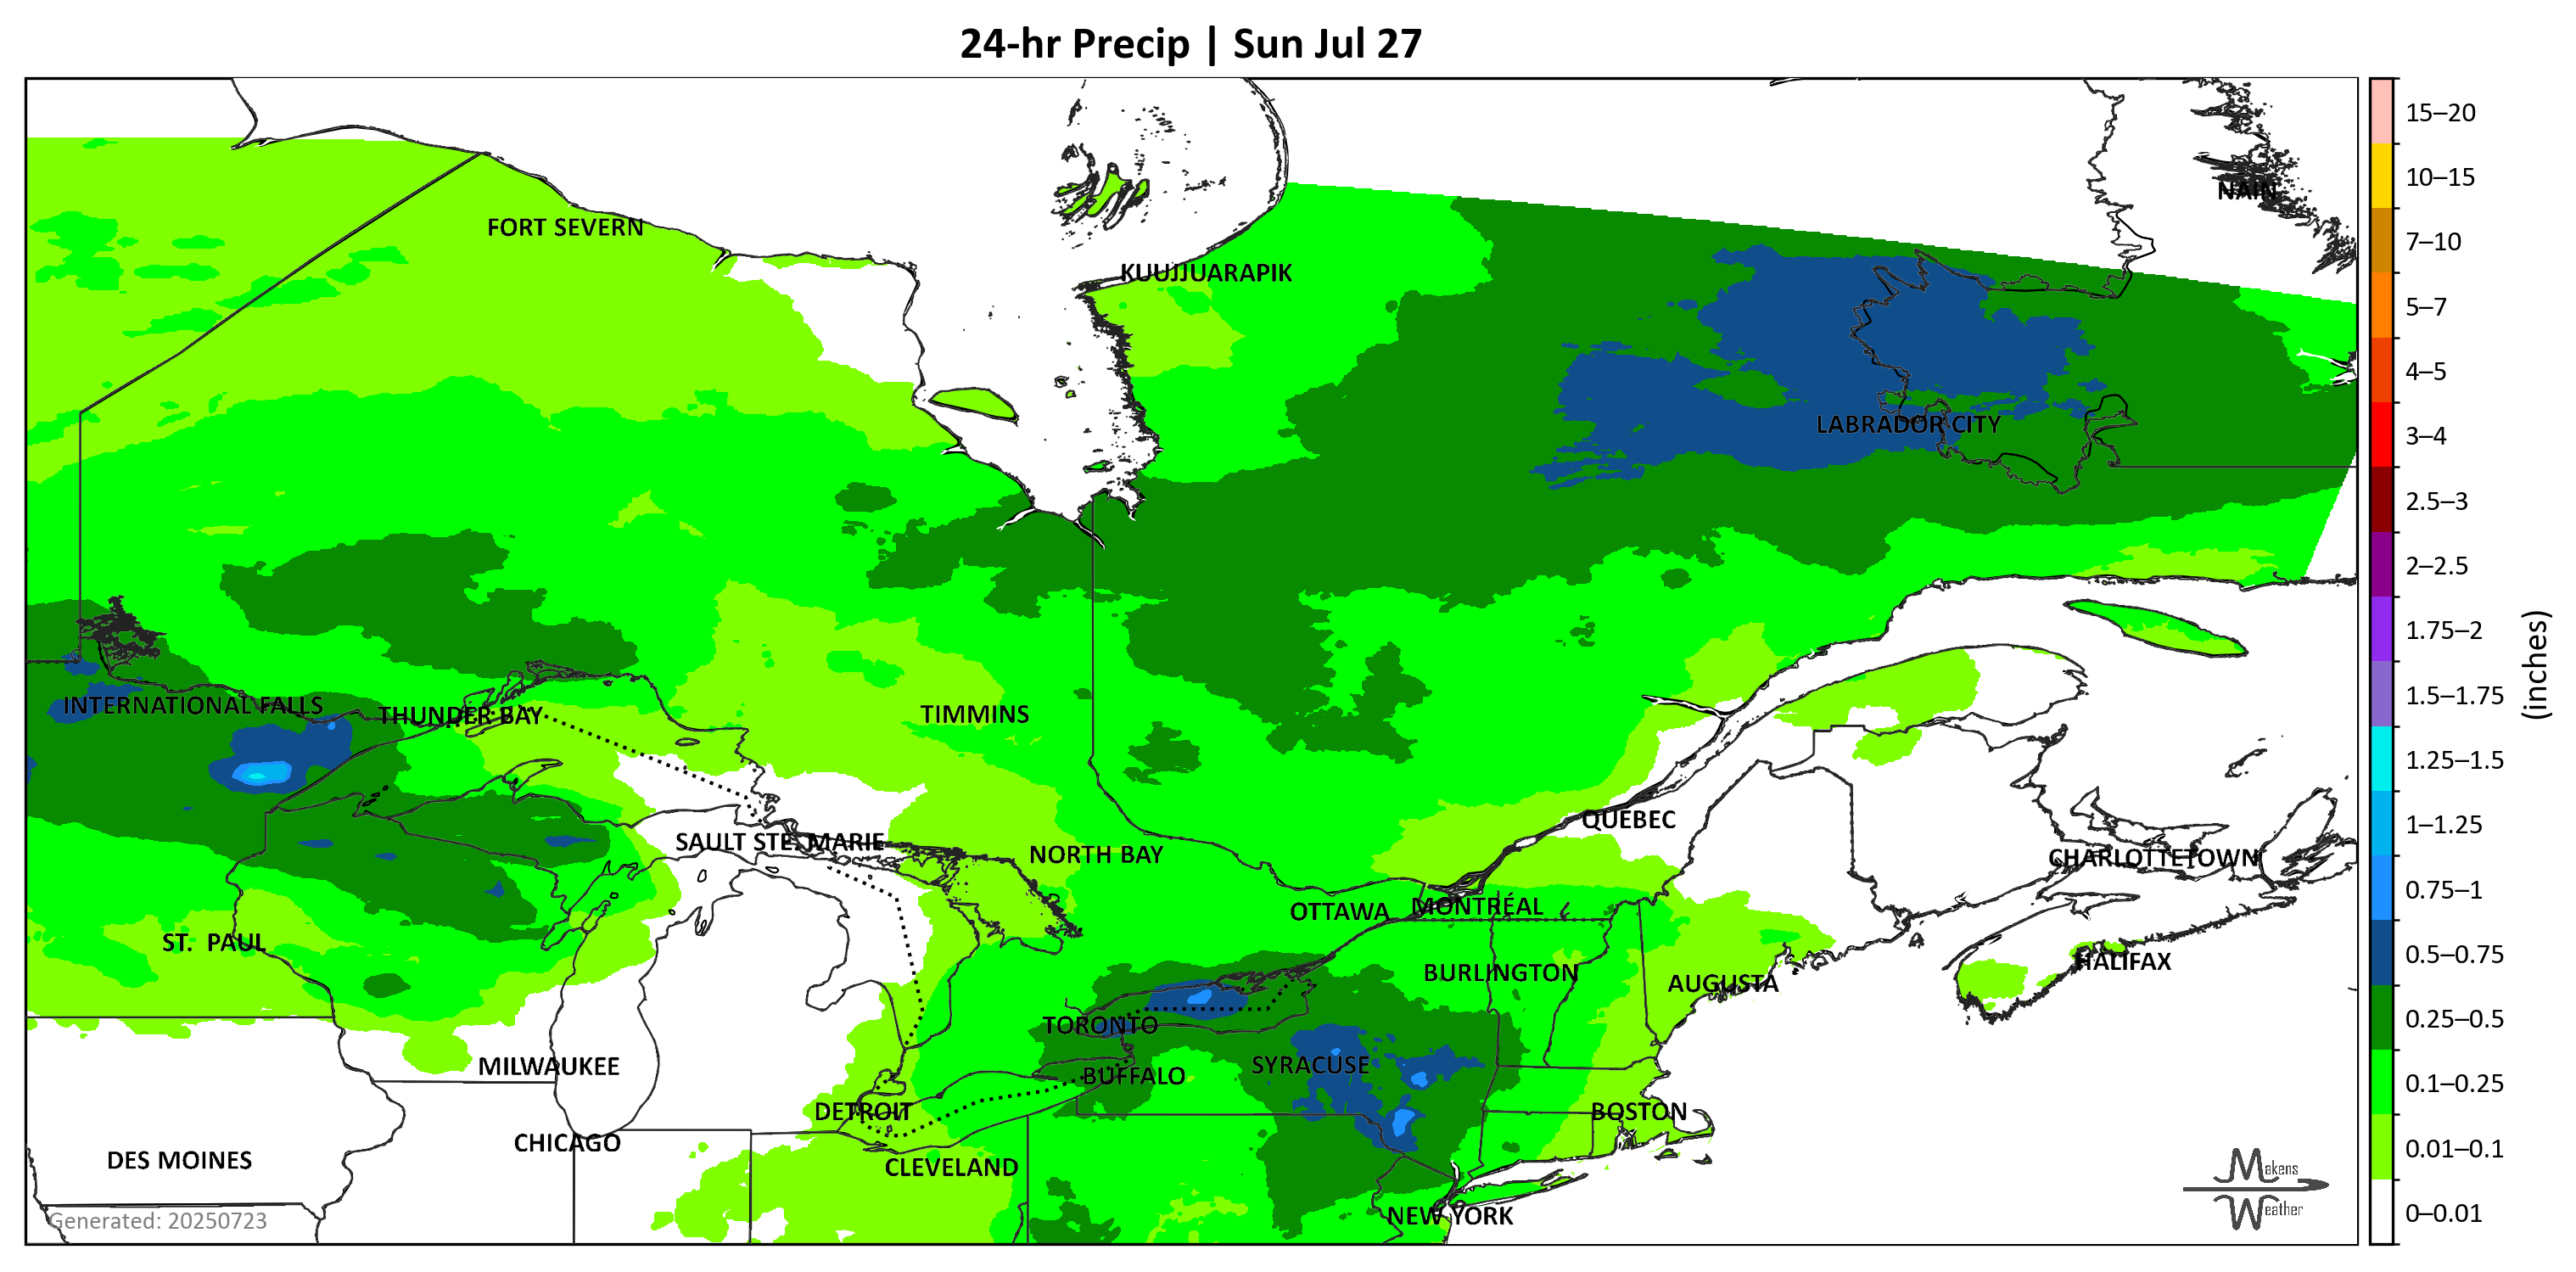 24-hr Precip | Sun Jul 27
15–20
10–15
7–10
5–7
4–5
3–4
2.5–3
2–2.5
1.75–2
1.5–1.75
1.25–1.5
1–1.25
0.75–1
0.5–0.75
0.25–0.5
0.1–0.25
0.01–0.1
0–0.01
(inches)
NAIN
FORT SEVERN
KUUJJUARAPIK
LABRADOR CITY
INTERNATIONAL FALLS
THUNDER BAY
TIMMINS
QUÉBEC
SAULT STE. MARIE
NORTH BAY
CHARLOTTETOWN
OTTAWA
MONTRÉAL
ST. PAUL
HALIFAX
BURLINGTON
AUGUSTA
TORONTO
MILWAUKEE
SYRACUSE
BUFFALO
DETROIT
BOSTON
CHICAGO
DES MOINES
CLEVELAND
NEW YORK
Generated: 20250723
Makens
Weather